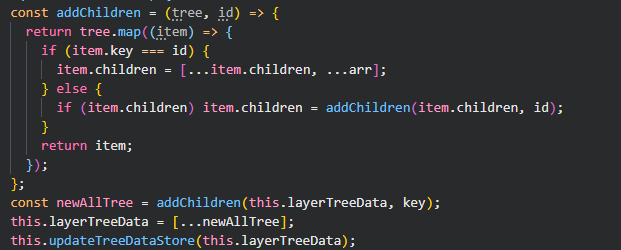 const addChildren = (tree, id) => {
  return tree.map((item) => {
    if (item.key === id) {
      item.children = [...item.children, ...arr];
    } else {
      if (item.children) item.children = addChildren(item.children, id);
    }
    return item;
  });
};
const newAllTree = addChildren(this.layerTreeData, key);
this.layerTreeData = [...newAllTree];
this.updateTreeDataStore(this.layerTreeData);